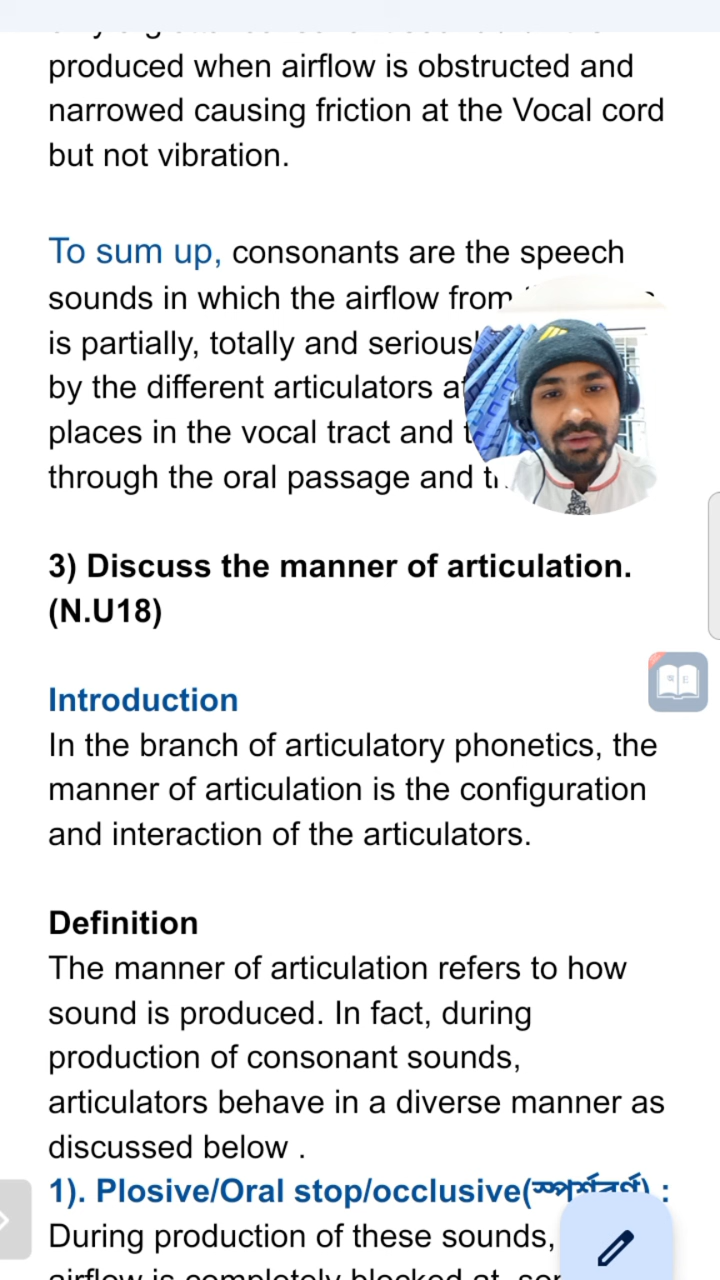 produced when airflow is obstructed and
narrowed causing friction at the Vocal cord
but not vibration.
To sum up, consonants are the speech
sounds in which the airflow from
is partially, totally and
by the different articulators
places in the vocal tract and
through the oral passage and
3) Discuss the manner of articulation.
(N.U18)
Introduction
In the branch of articulatory phonetics, the
manner of articulation is the configuration
and interaction of the articulators.
Definition
The manner of articulation refers to how
sound is produced. In fact, during
production of consonant sounds,
articulators behave in a diverse manner as
discussed below .
1). Plosive/Oral stop/occlusive( :
During production of these sounds,
airflow is completely blocked at